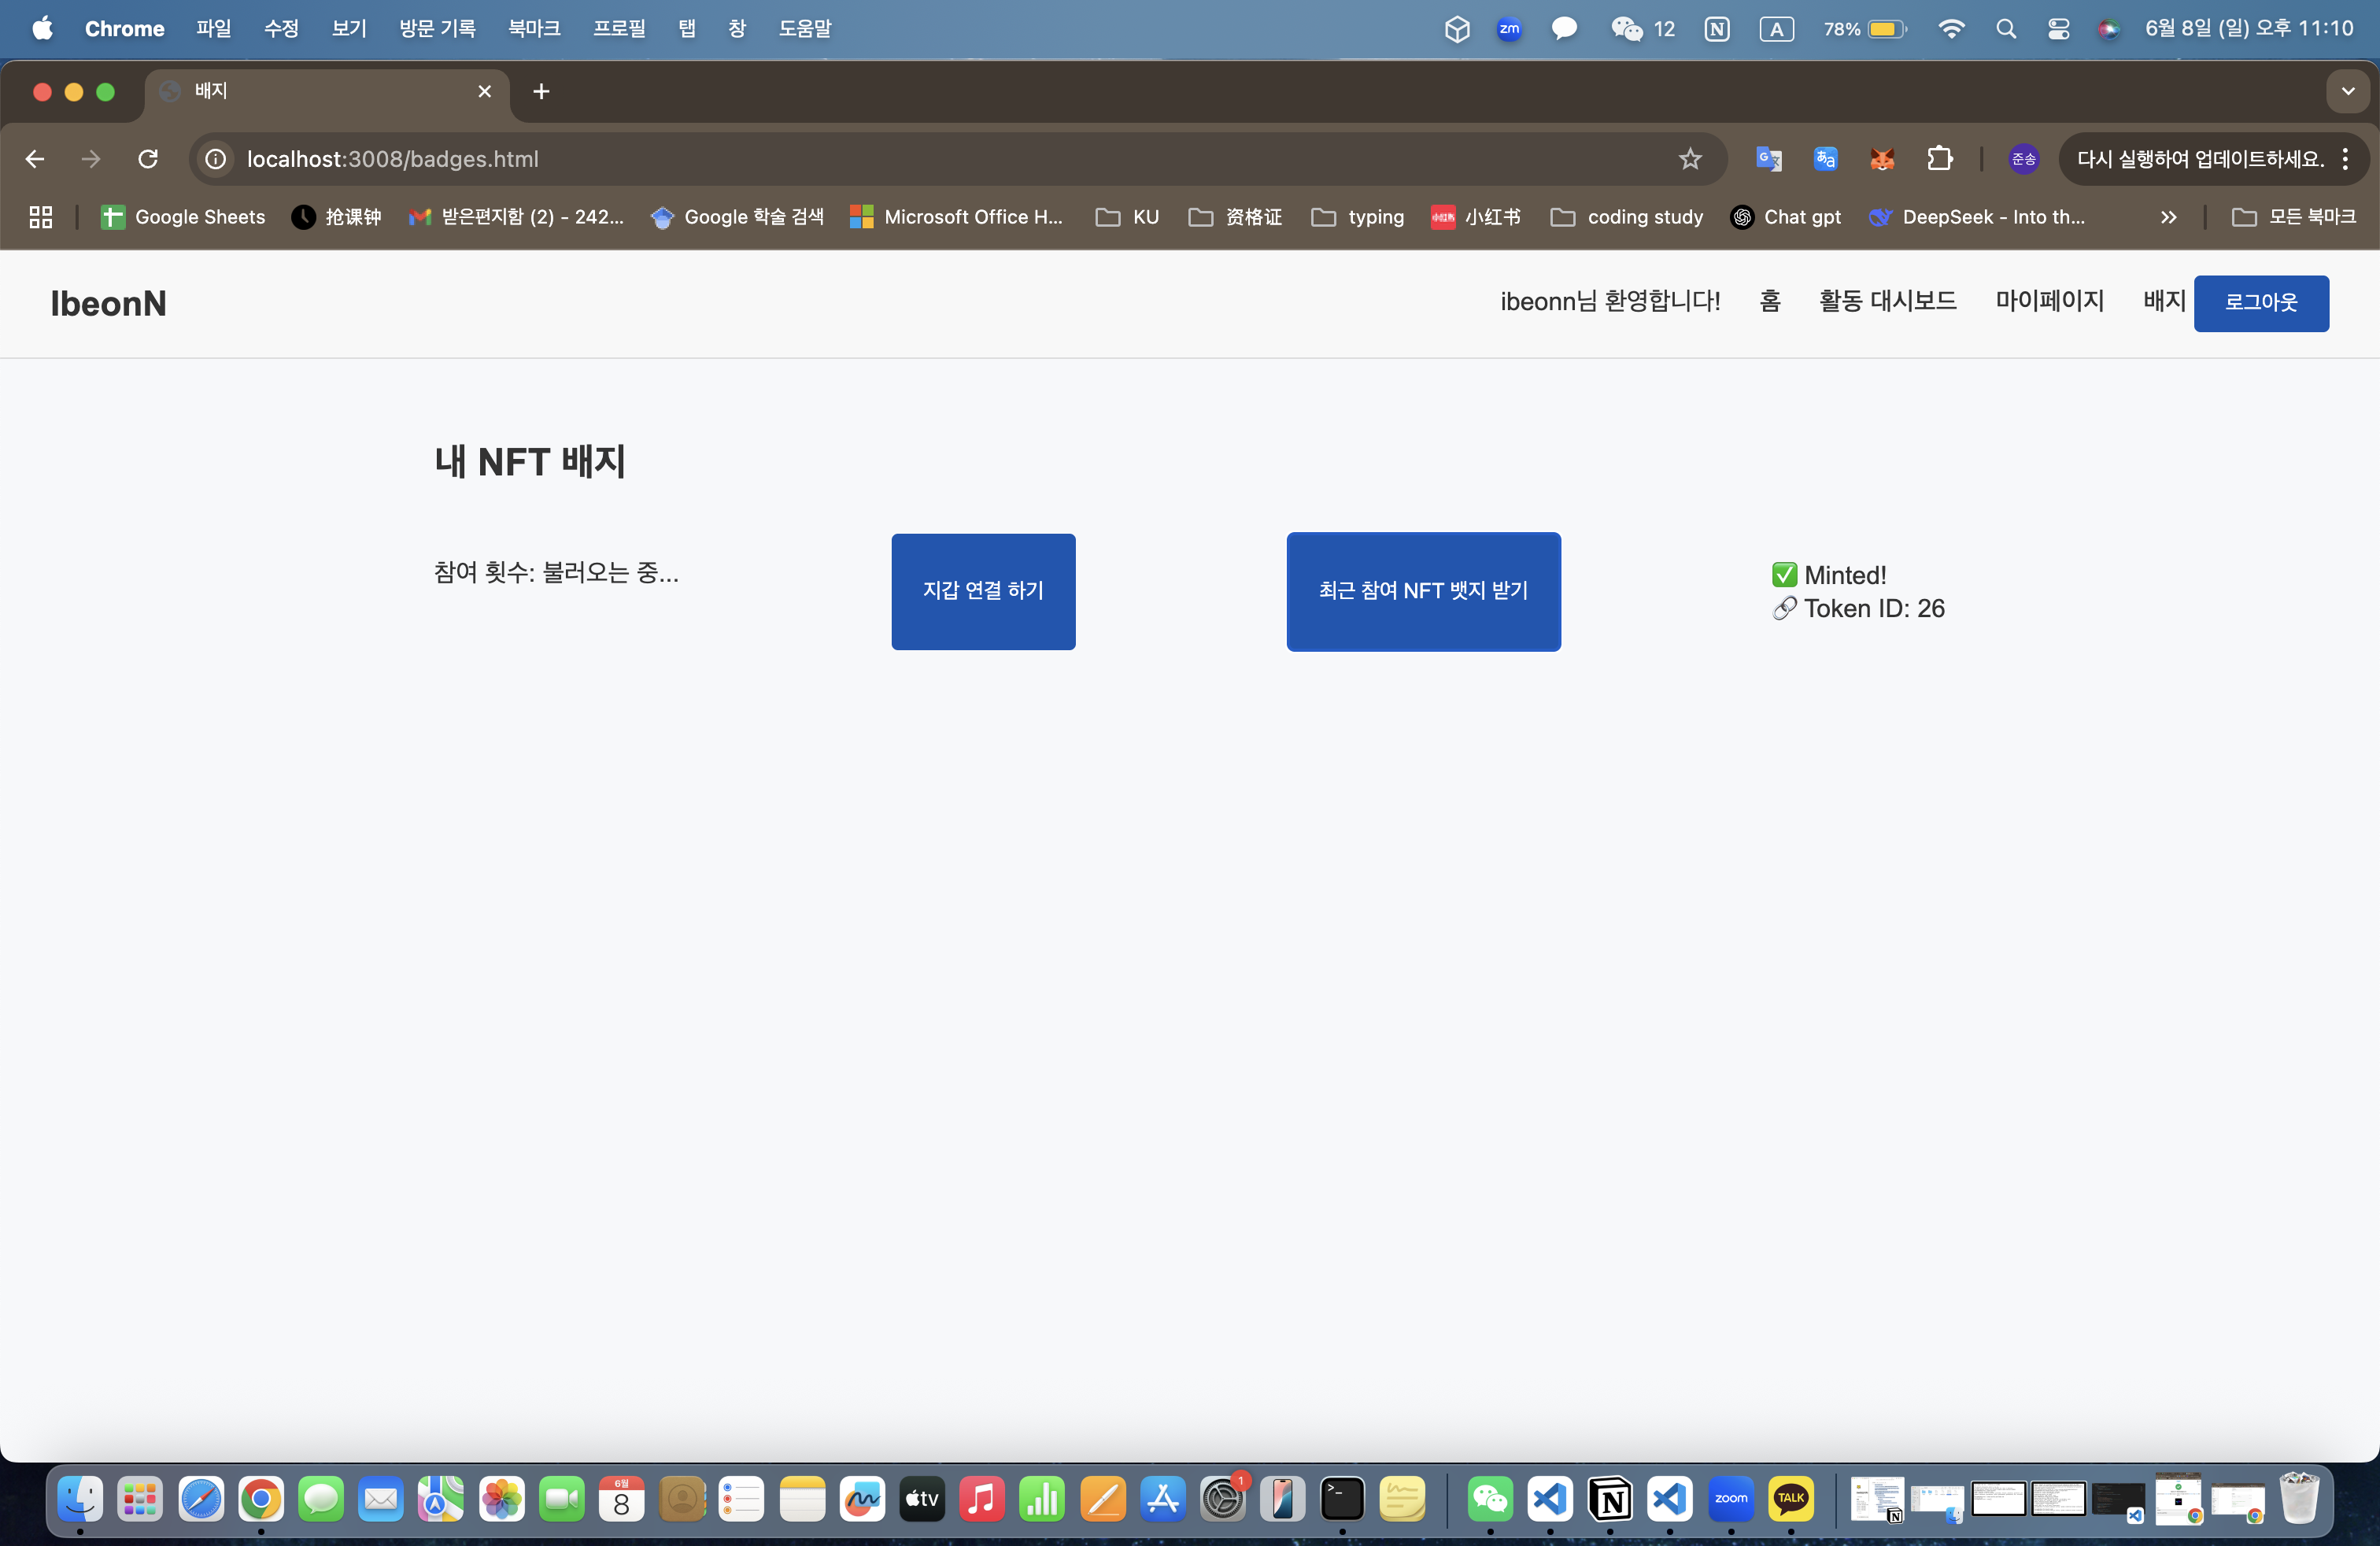 Chrome 파일 수정 보기 방문 기록 북마크 프로필 탭 창 도움말 zm 12 N A 78% 6월 8일 (일) 오후 11:10
배지
localhost:3008/badges.html 준송 다시 실행하여 업데이트하세요.
Google Sheets 抢课钟 받은편지함 (2) - 242... Google 학술 검색 Microsoft Office H... KU 资格证 typing 小红书 小红书 coding study Chat gpt DeepSeek - Into th... 모든 북마크
IbeonN ibeonn님 환영합니다! 홈 활동 대시보드 마이페이지 배지 로그아웃
내 NFT 배지
참여 횟수: 불러오는 중... 지갑 연결 하기 최근 참여 NFT 뱃지 받기 ✅ Minted!
🔗 Token ID: 26
6월 8 tv 1 N zoom TALK